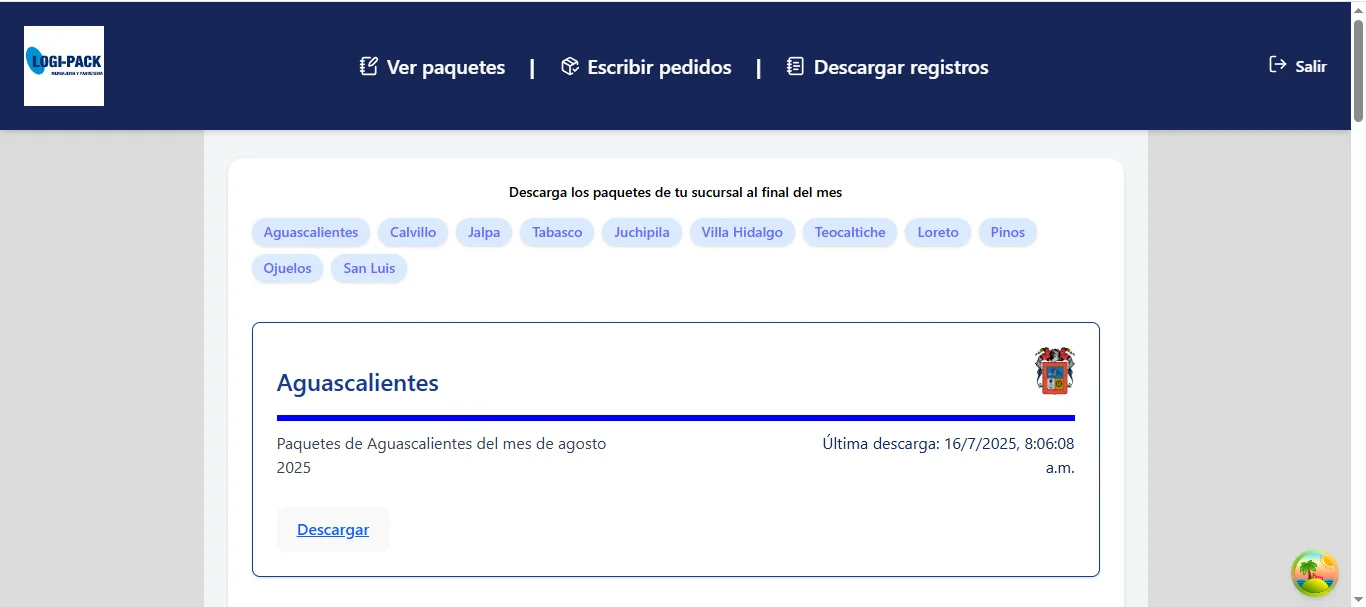 LOGI-PACK
MENSAJERIA Y PAQUETERIA
Ver paquetes | Escribir pedidos | Descargar registros
Salir
Descarga los paquetes de tu sucursal al final del mes
Aguascalientes Calvillo Jalpa Tabasco Juchipila Villa Hidalgo Teocaltiche Loreto Pinos
Ojuelos San Luis
Aguascalientes
Paquetes de Aguascalientes del mes de agosto
2025
Última descarga: 16/7/2025, 8:06:08
a.m.
Descargar